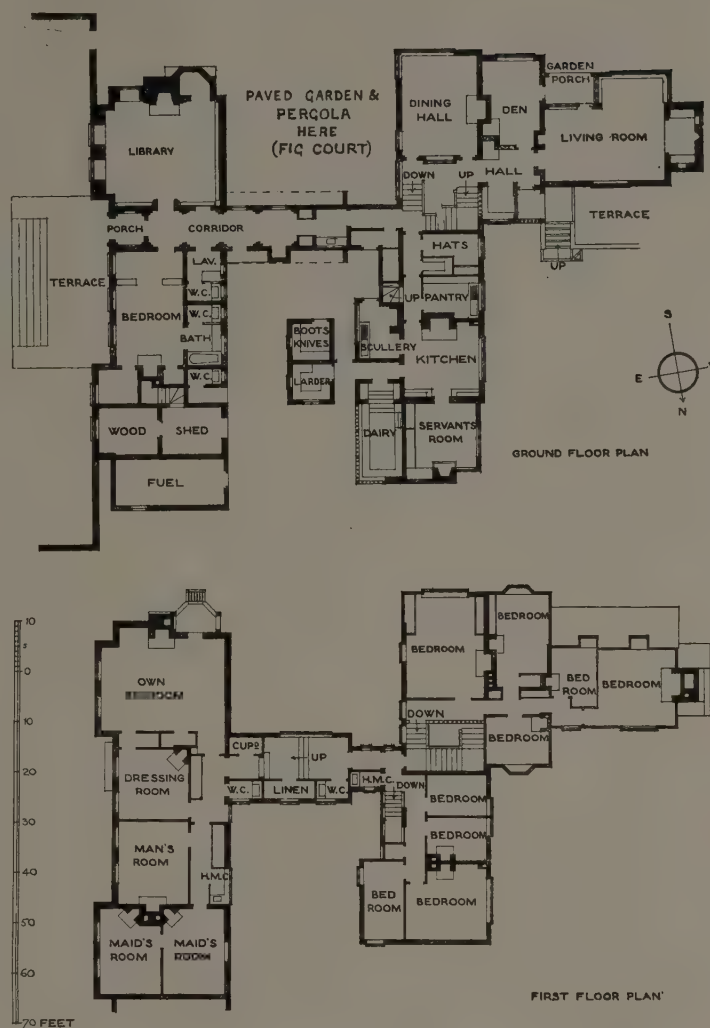 PAVED GARDEN &
PERGOLA
HERE
(FIG COURT)
LIBRARY
DINING
HALL
DEN
GARDEN
PORCH
LIVING ROOM
DOWN
UP
HALL
PORCH
CORRIDOR
TERRACE
UP
TERRACE
BEDROOM
LAV.
W.C.
W.C.
BATH
W.C.
HATS
UP
PANTRY
BOOTS
KNIVES
SCULLERY
LARDER
KITCHEN
WOOD
SHED
DAIRY
SERVANTS
ROOM
FUEL
S
E
N
GROUND FLOOR PLAN
10
5
0
10
20
30
40
50
60
70 FEET
OWN
BEDROOM
BEDROOM
BED
ROOM
BEDROOM
DOWN
BEDROOM
CUPD
UP
DRESSING
ROOM
W.C.
LINEN
W.C.
H.M.C.
DOWN
BEDROOM
BEDROOM
MAN'S
ROOM
H.M.C.
BED
ROOM
BEDROOM
MAID'S
ROOM
MAID'S
FIRST FLOOR PLAN